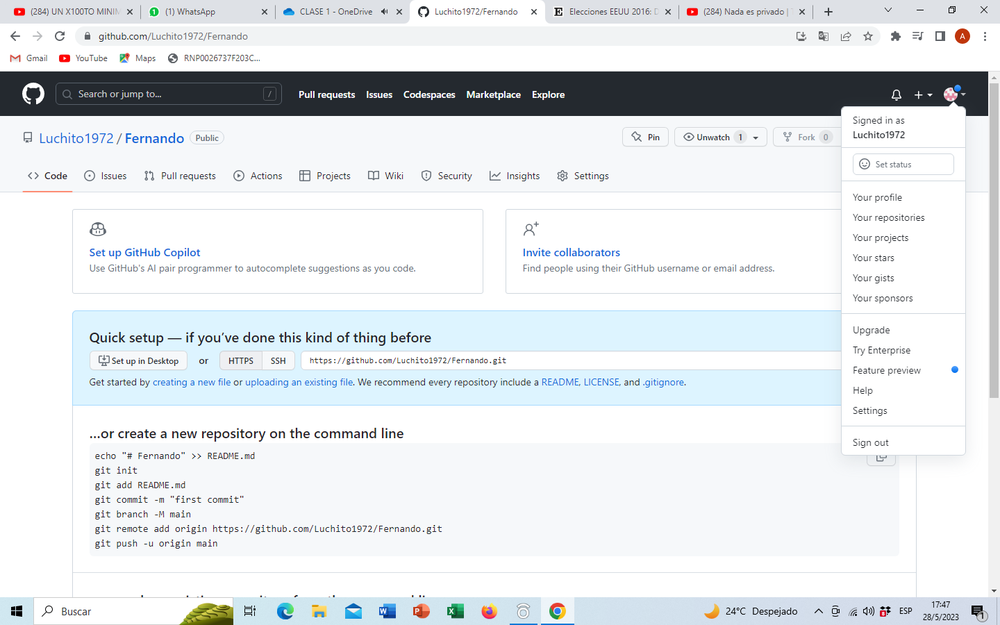 (284) UN X100TO MINIM
(1) WhatsApp
CLASE 1 - OneDrive
Luchito1972/Fernando
Elecciones EEUU 2016: D
(284) Nada es privado | T
github.com/Luchito1972/Fernando
A
Gmail
YouTube
Maps
RNP0026737F203C...
Search or jump to...
/
Pull requests
Issues
Codespaces
Marketplace
Explore
Luchito1972 / Fernando
Public
Pin
Unwatch 1
Fork 0
Code
Issues
Pull requests
Actions
Projects
Wiki
Security
Insights
Settings
Signed in as
Luchito1972
Set status
Your profile
Your repositories
Your projects
Your stars
Your gists
Your sponsors
Upgrade
Try Enterprise
Feature preview
Help
Settings
Sign out
Set up GitHub Copilot
Use GitHub's AI pair programmer to autocomplete suggestions as you code.
Invite collaborators
Find people using their GitHub username or email address.
Quick setup — if you’ve done this kind of thing before
Set up in Desktop
or
HTTPS
SSH
https://github.com/Luchito1972/Fernando.git
Get started by creating a new file or uploading an existing file. We recommend every repository include a README, LICENSE, and .gitignore.
…or create a new repository on the command line
echo "# Fernando" >> README.md
git init
git add README.md
git commit -m "first commit"
git branch -M main
git remote add origin https://github.com/Luchito1972/Fernando.git
git push -u origin main
Buscar
24°C Despejado
ESP
17:47
28/5/2023
1